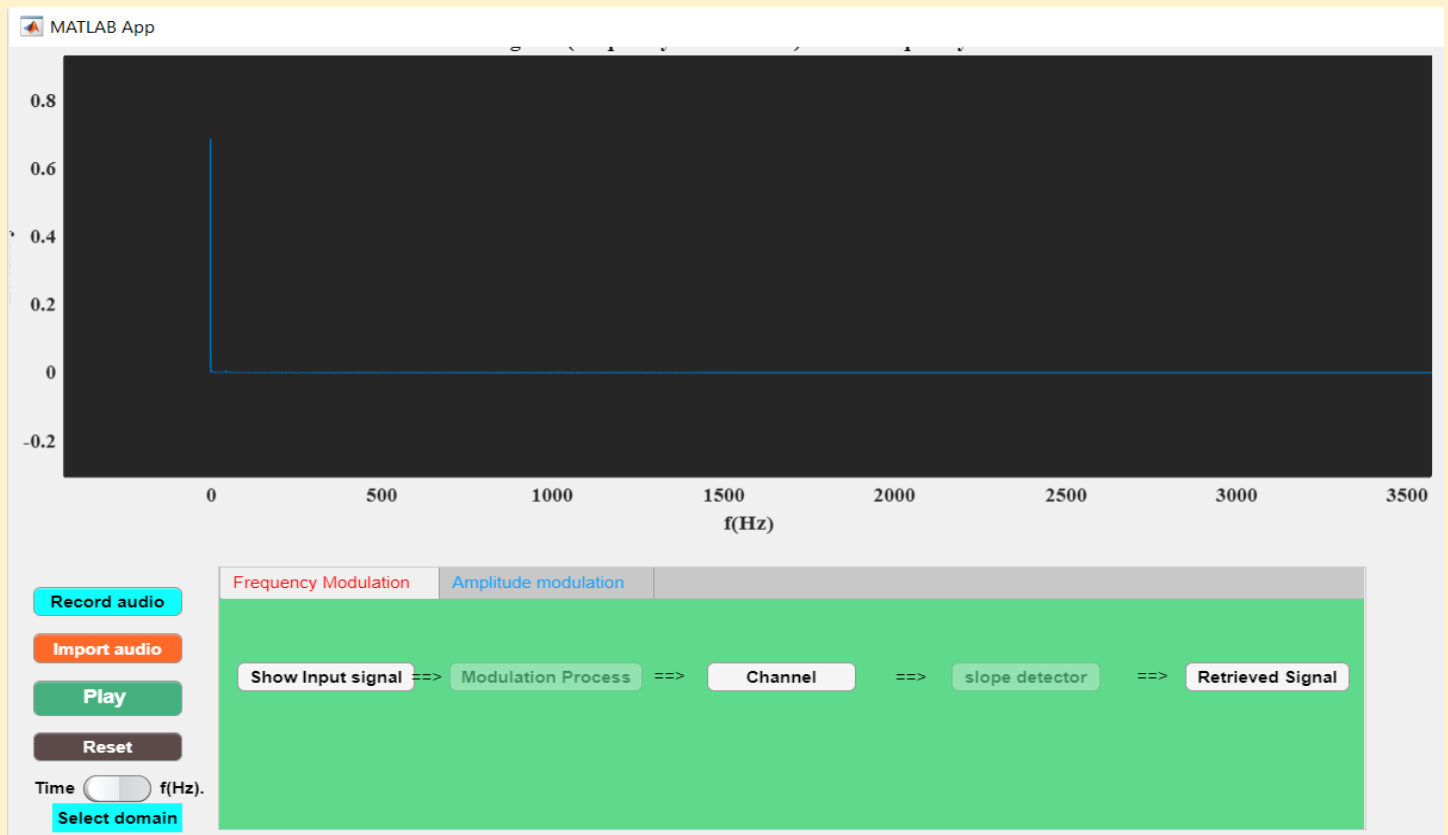 MATLAB App
0.8
0.6
0.4
0.2
0
-0.2
0 500 1000 1500 2000 2500 3000 3500
f(Hz)
Frequency Modulation Amplitude modulation
Record audio
Import audio
Play
Reset
Time f(Hz).
Select domain
Show Input signal ==> Modulation Process ==> Channel ==> slope detector ==> Retrieved Signal